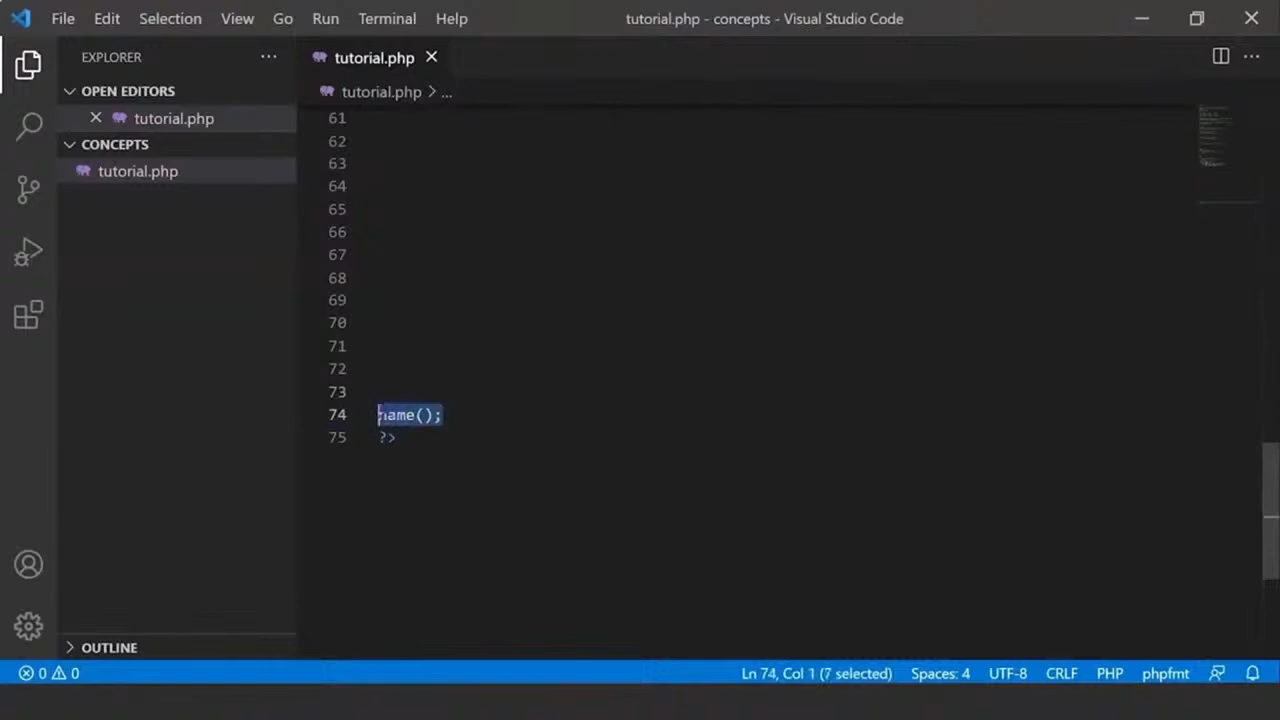 File Edit Selection View Go Run Terminal Help
tutorial.php - concepts - Visual Studio Code
EXPLORER
OPEN EDITORS
tutorial.php
CONCEPTS
tutorial.php
OUTLINE
tutorial.php
tutorial.php > ...
61
62
63
64
65
66
67
68
69
70
71
72
73
74 name();
75 ?>
0 0
Ln 74, Col 1 (7 selected) Spaces: 4 UTF-8 CRLF PHP phpfmt